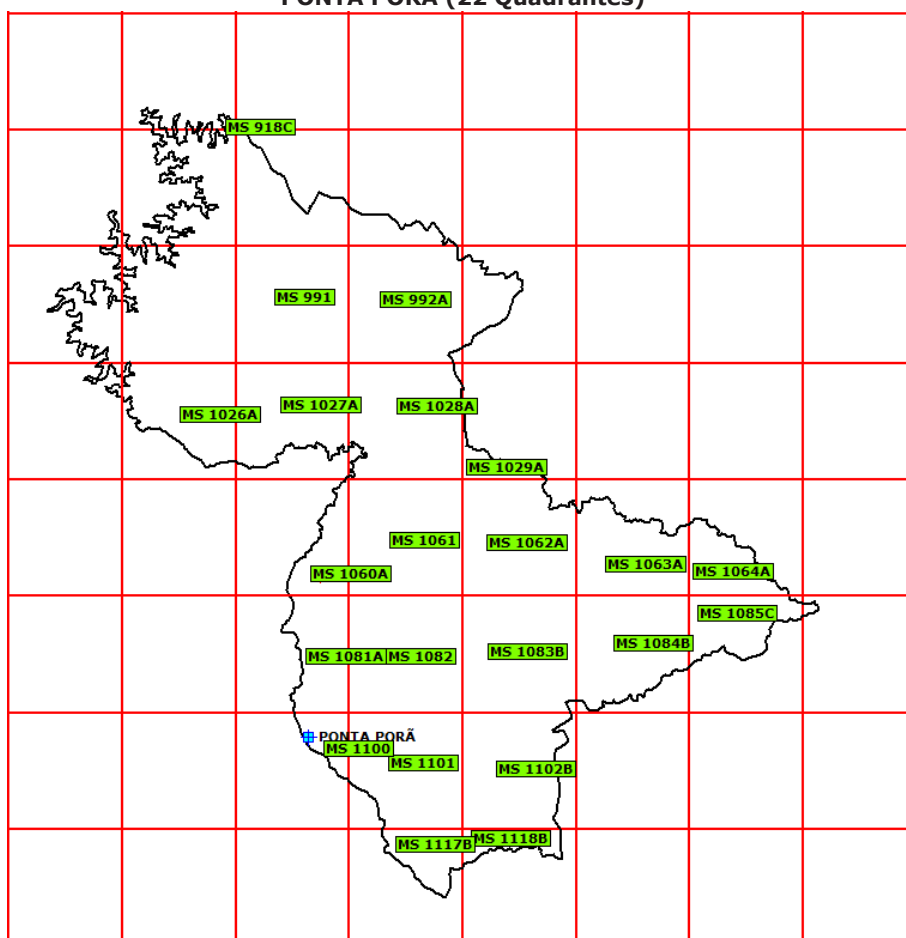 PONTA PORÃ (22 Quadrantes)
MS 918C
MS 991
MS 992A
MS 1026A
MS 1027A
MS 1028A
MS 1029A
MS 1061
MS 1062A
MS 1063A
MS 1064A
MS 1060A
MS 1085C
MS 1081A
MS 1082
MS 1083B
MS 1084B
PONTA PORÃ
MS 1100
MS 1101
MS 1102B
MS 1117B
MS 1118B